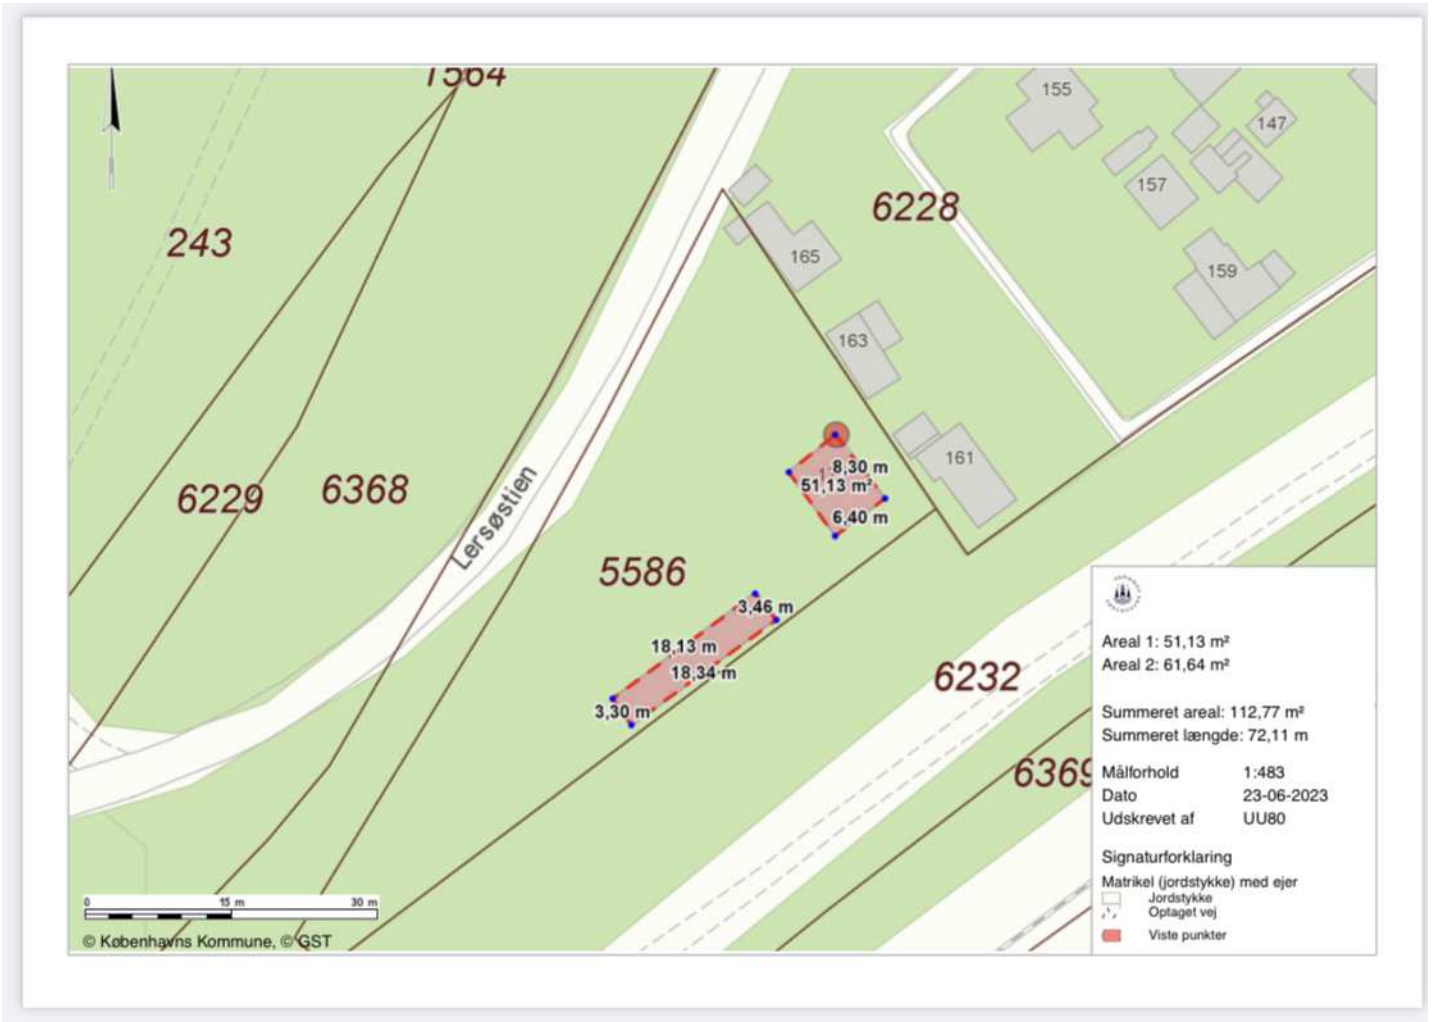 1564
155
147
157
6228
243
165
159
163
161
8,30 m
51,13 m²
6,40 m
6229
6368
Lersøstien
5586
3,46 m
18,13 m
18,34 m
3,30 m
6232
6369
Areal 1: 51,13 m²
Areal 2: 61,64 m²
Summeret areal: 112,77 m²
Summeret længde: 72,11 m
Målforhold 1:483
Dato 23-06-2023
Udskrevet af UU80
Signaturforklaring
Matrikel (jordstykke) med ejer
Jordstykke
Optaget vej
Viste punkter
0 15 m 30 m
© Københavns Kommune, © GST